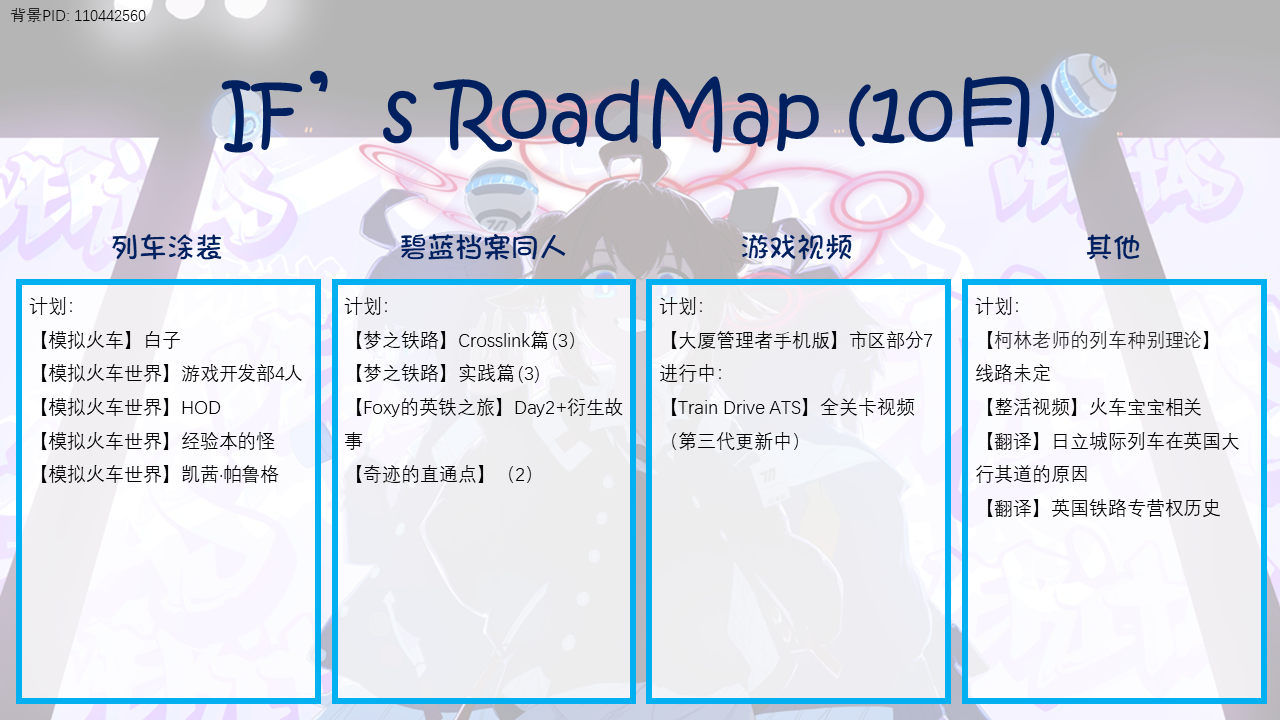 背景PID: 110442560
IF’s RoadMap (10月)
列车涂装
计划：
【模拟火车】白子
【模拟火车世界】游戏开发部4人
【模拟火车世界】HOD
【模拟火车世界】经验本的怪
【模拟火车世界】凯茜·帕鲁格
碧蓝挡案同人
计划：
【梦之铁路】Crosslink篇(3)
【梦之铁路】实践篇(3)
【Foxy的英铁之旅】Day2+衍生故
事
【奇迹的直通点】（2）
游戏视频
计划：
【大厦管理者手机版】市区部分7
进行中：
【Train Drive ATS】全关卡视频
（第三代更新中）
其他
计划：
【柯林老师的列车种别理论】
线路未定
【整活视频】火车宝宝相关
【翻译】日立城际列车在英国大
行其道的原因
【翻译】英国铁路专营权历史
VERITAS
VERITAS